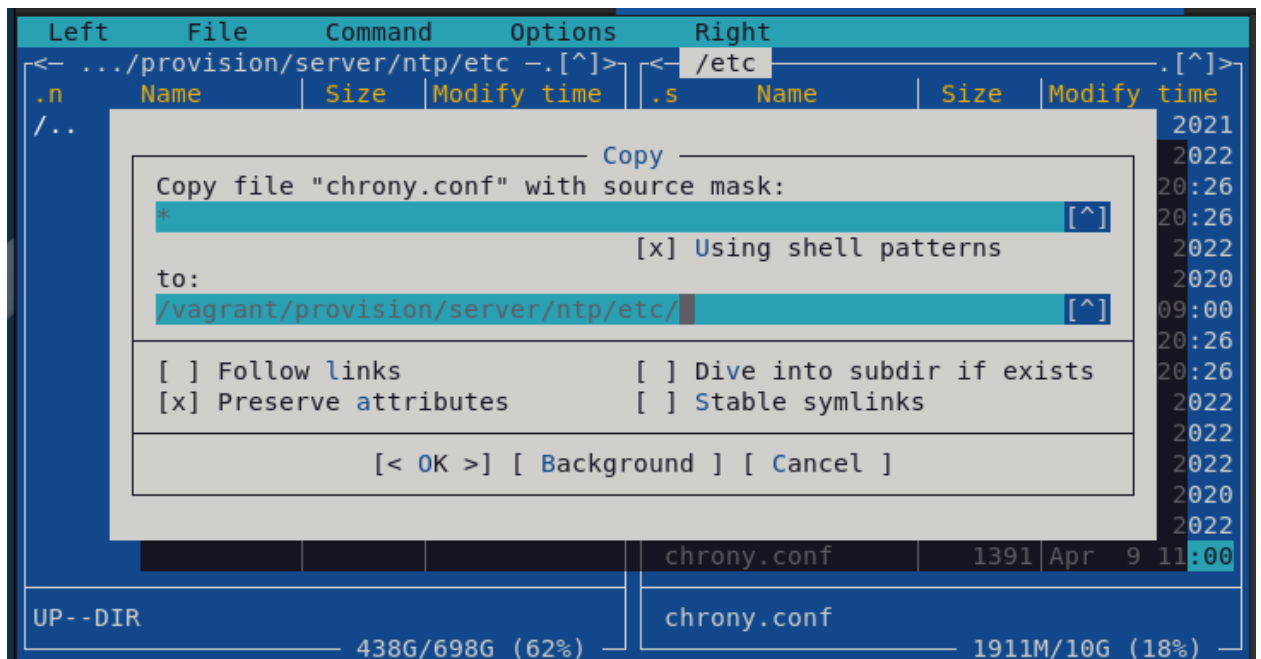 Left File Command Options Right
<─ .../provision/server/ntp/etc ─.[^]> <─ /etc .[^]>
.n Name Size Modify time .s Name Size Modify time
/.. 2021
Copy 2022
Copy file "chrony.conf" with source mask: 20:26
* [^] 20:26
[x] Using shell patterns 2022
to: 2020
/vagrant/provision/server/ntp/etc/ [^] 09:00
20:26
[ ] Follow links [ ] Dive into subdir if exists 20:26
[x] Preserve attributes [ ] Stable symlinks 2022
2022
[< OK >] [ Background ] [ Cancel ] 2022
2020
2022
chrony.conf 1391 Apr 9 11:00
UP--DIR chrony.conf
438G/698G (62%) 1911M/10G (18%)